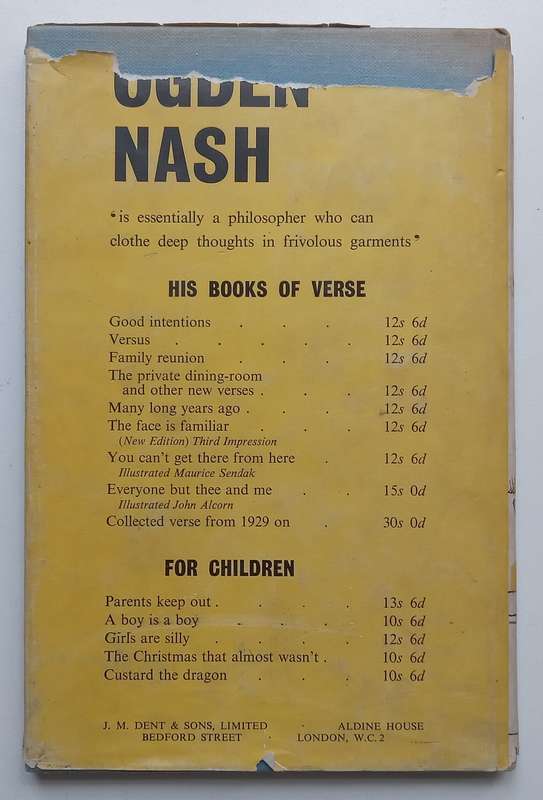 OGDEN
NASH
“is essentially a philosopher who can
clothe deep thoughts in frivolous garments”
HIS BOOKS OF VERSE
Good intentions . . . 12s 6d
Versus . . . . . 12s 6d
Family reunion . . . 12s 6d
The private dining-room
and other new verses . . . 12s 6d
Many long years ago . . . . 12s 6d
The face is familiar . . . 12s 6d
(New Edition) Third Impression
You can't get there from here . 12s 6d
Illustrated Maurice Sendak
Everyone but thee and me . . 15s 0d
Illustrated John Alcorn
Collected verse from 1929 on . 30s 0d
FOR CHILDREN
Parents keep out . . . . 13s 6d
A boy is a boy . . . . 10s 6d
Girls are silly . . . . 12s 6d
The Christmas that almost wasn't . . 10s 6d
Custard the dragon . . . 10s 6d
J. M. DENT & SONS, LIMITED · ALDINE HOUSE
BEDFORD STREET · LONDON, W.C.2